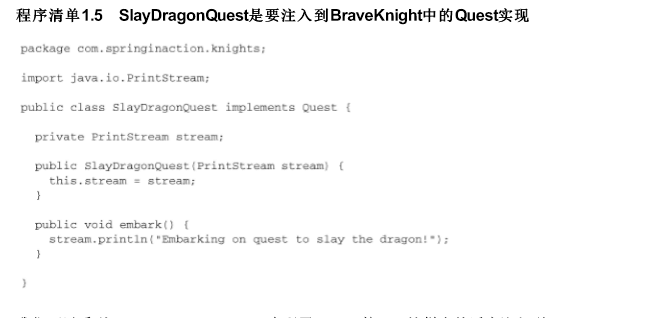 程序清单1.5 SlayDragonQuest是要注入到BraveKnight中的Quest实现
package com.springinaction.knights;
import java.io.PrintStream;
public class SlayDragonQuest implements Quest {
private PrintStream stream;
public SlayDragonQuest(PrintStream stream) {
this.stream = stream;
}
public void embark() {
stream.println("Embarking on quest to slay the dragon!");
}
}